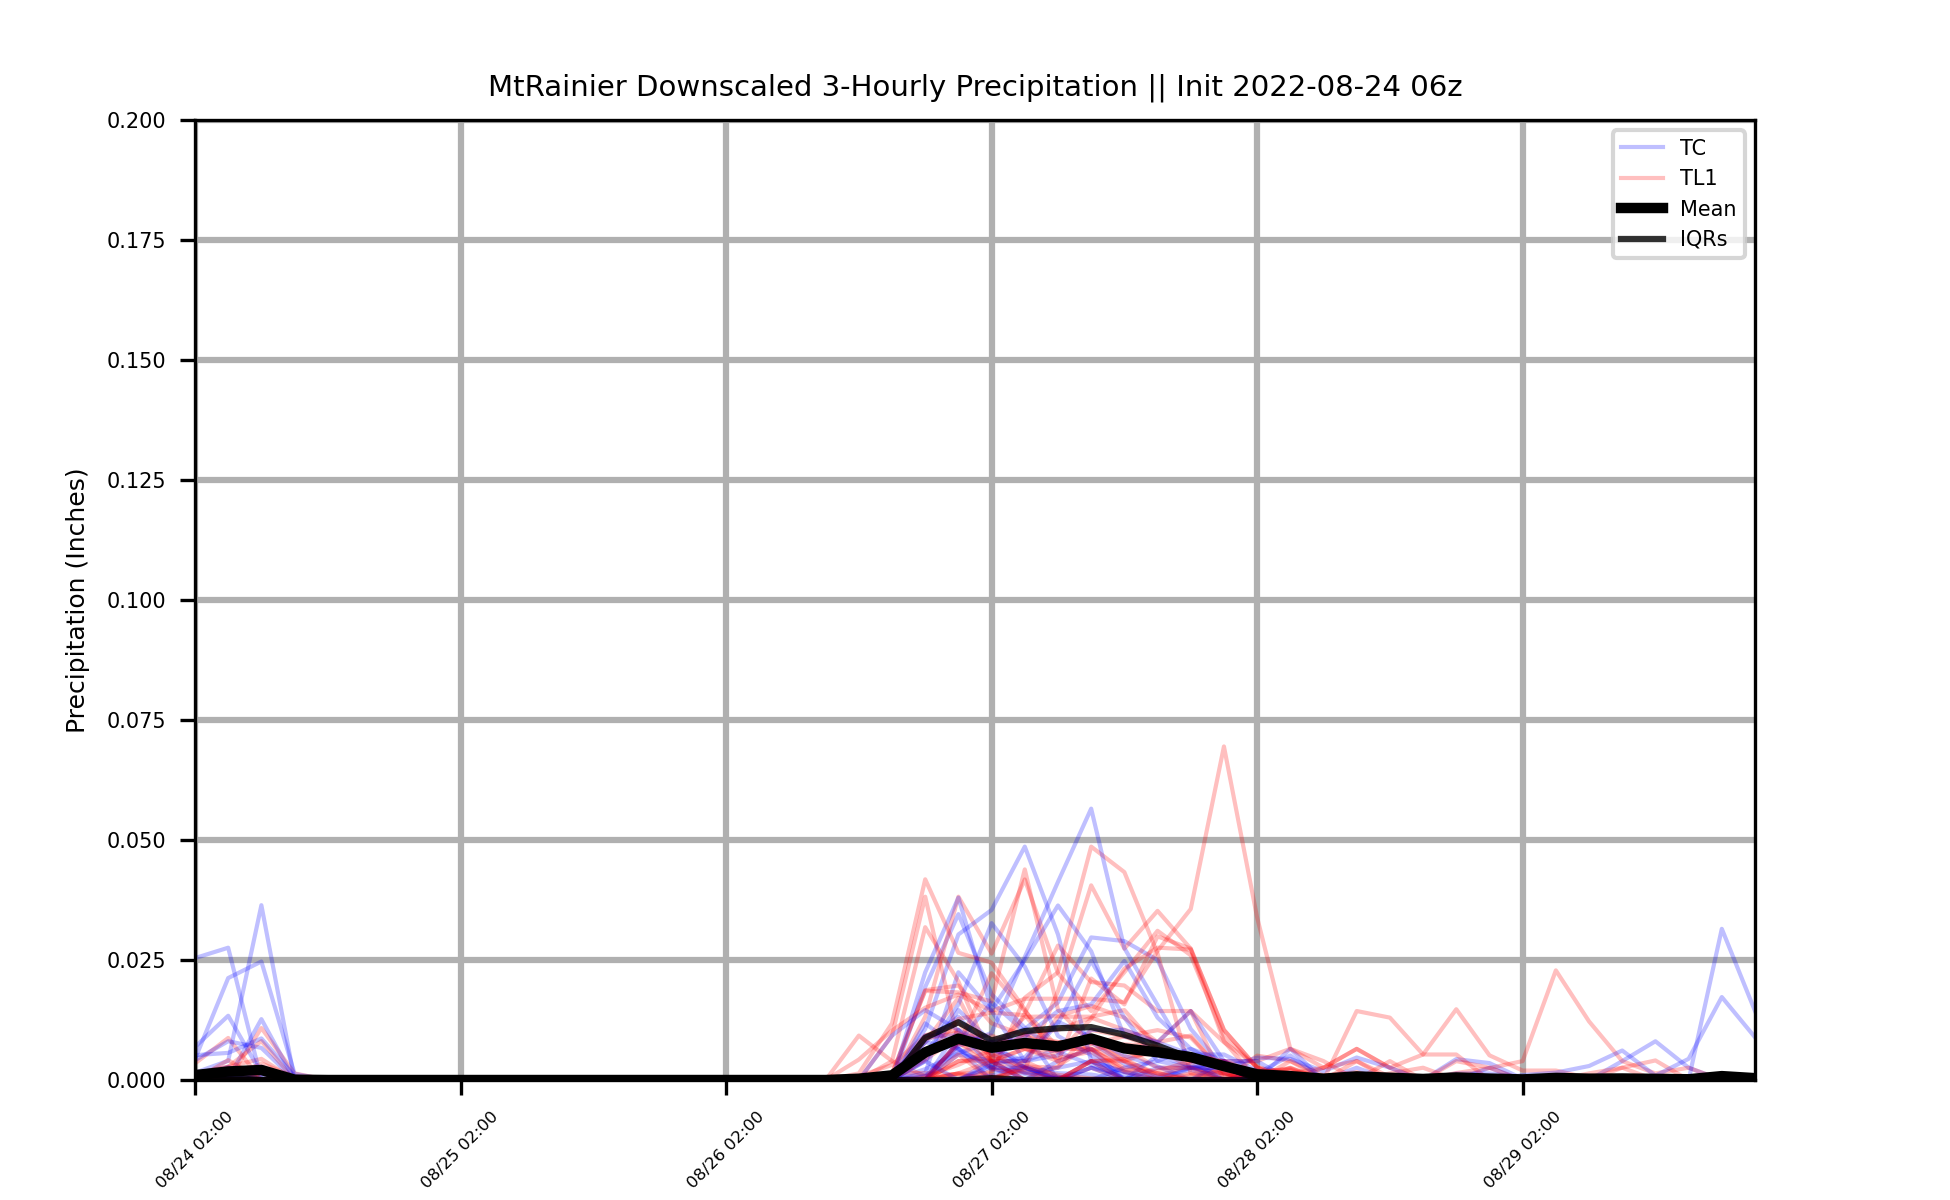 MtRainier Downscaled 3-Hourly Precipitation || Init 2022-08-24 06z
0.200
0.175
0.150
0.125
0.100
0.075
0.050
0.025
0.000
Precipitation (Inches)
TC
TL1
Mean
IQRs
08/24 02:00
08/25 02:00
08/26 02:00
08/27 02:00
08/28 02:00
08/29 02:00